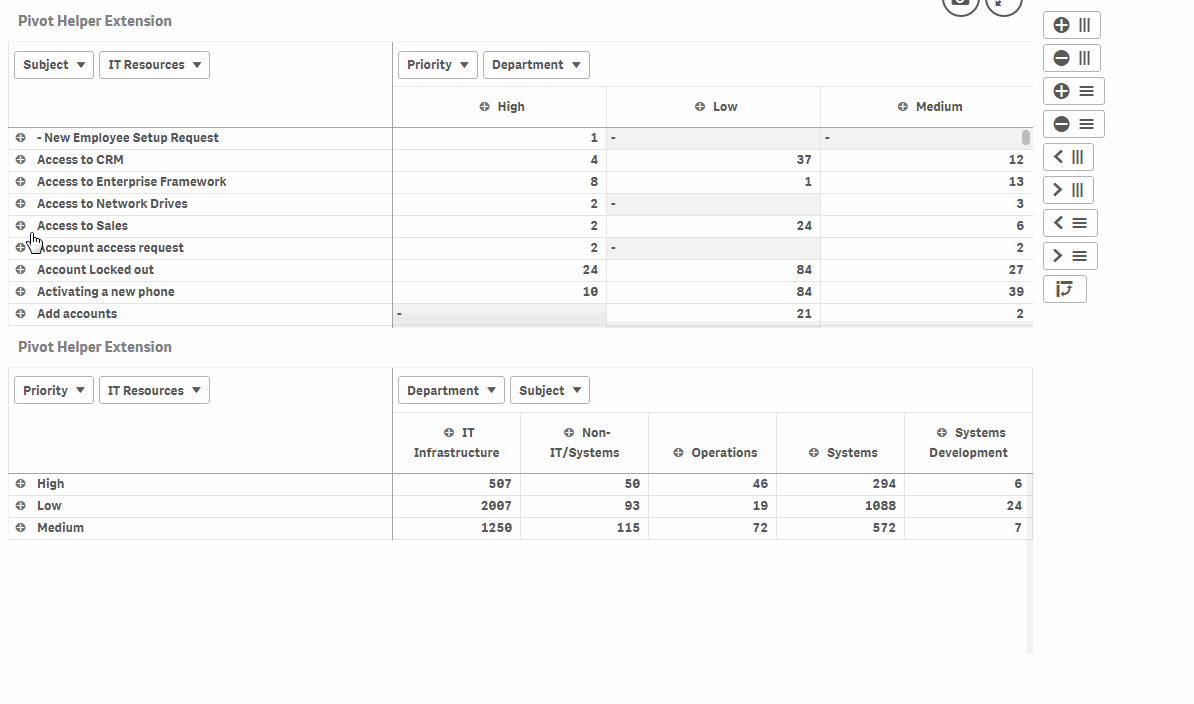 Pivot Helper Extension
Subject IT Resources Priority Department
High Low Medium
- New Employee Setup Request 1 - -
Access to CRM 4 37 12
Access to Enterprise Framework 8 1 13
Access to Network Drives 2 - 3
Access to Sales 2 24 6
Accopunt access request 2 - 2
Account Locked out 24 84 27
Activating a new phone 10 84 39
Add accounts - 21 2
Pivot Helper Extension
Priority IT Resources Department Subject
IT Non- Systems
Infrastructure IT/Systems Operations Systems Development
High 507 50 46 294 6
Low 2007 93 19 1088 24
Medium 1250 115 72 572 7